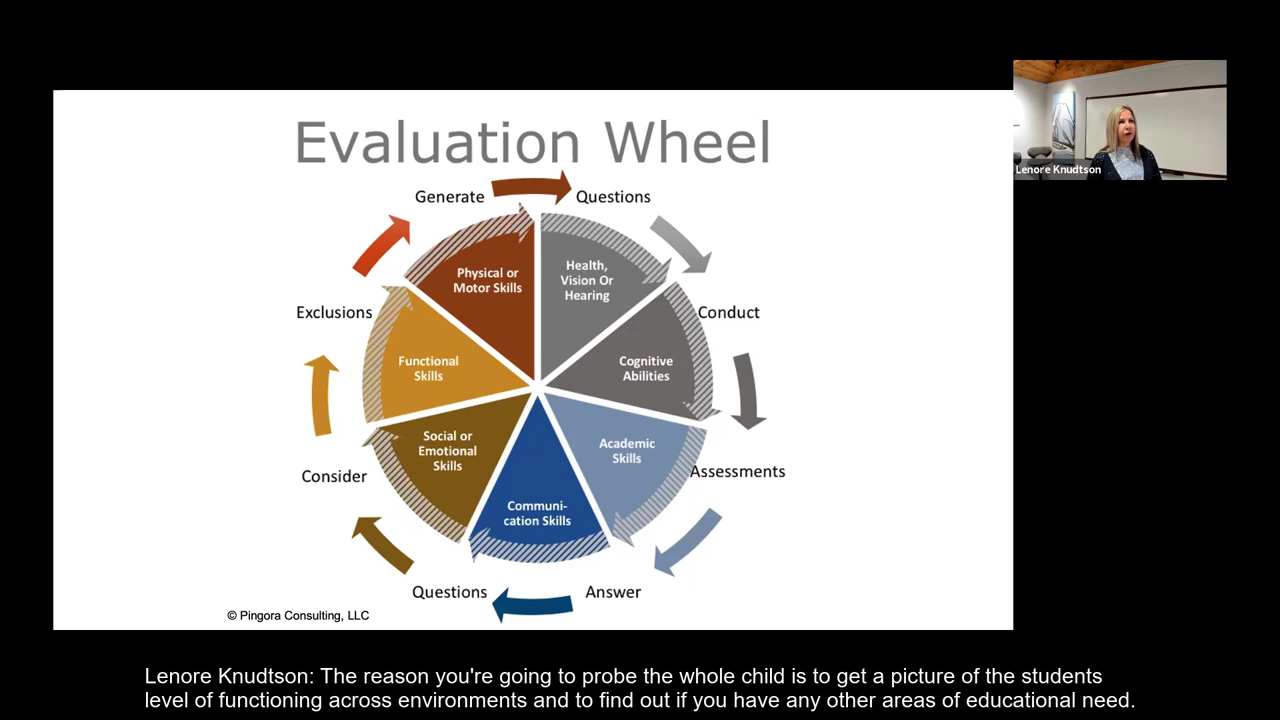 Evaluation Wheel
Generate
Questions
Physical or
Motor Skills
Health,
Vision Or
Hearing
Exclusions
Conduct
Functional
Skills
Cognitive
Abilities
Social or
Emotional
Skills
Academic
Skills
Consider
Assessments
Communi-
cation Skills
Questions
Answer
© Pingora Consulting, LLC
Lenore Knudtson
Lenore Knudtson: The reason you're going to probe the whole child is to get a picture of the students
level of functioning across environments and to find out if you have any other areas of educational need.